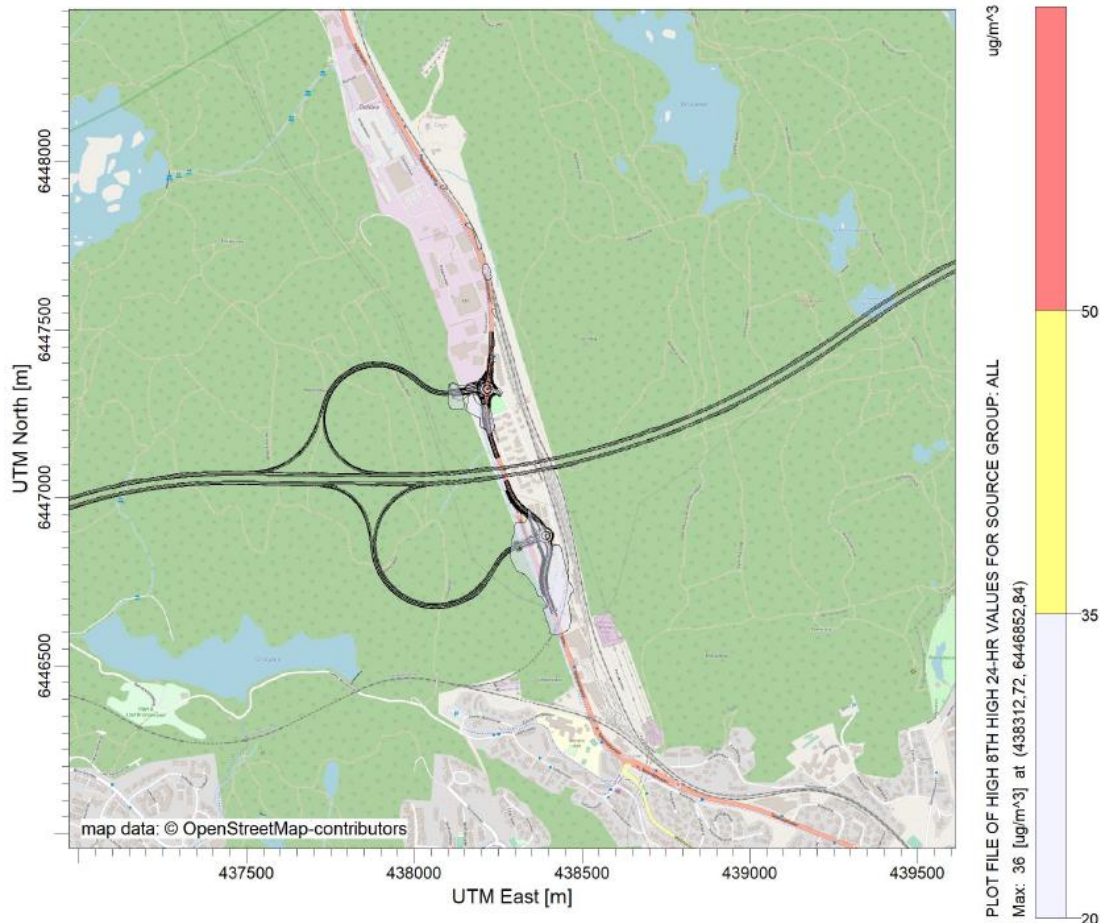 ug/m^3
6448000
6447500
6447000
6446500
UTM North [m]
50
35
20
PLOT FILE OF HIGH 8TH HIGH 24-HR VALUES FOR SOURCE GROUP: ALL
Max: 36 [ug/m^3] at (438312,72, 6446852,84)
map data: © OpenStreetMap-contributors
437500
438000
438500
439000
439500
UTM East [m]